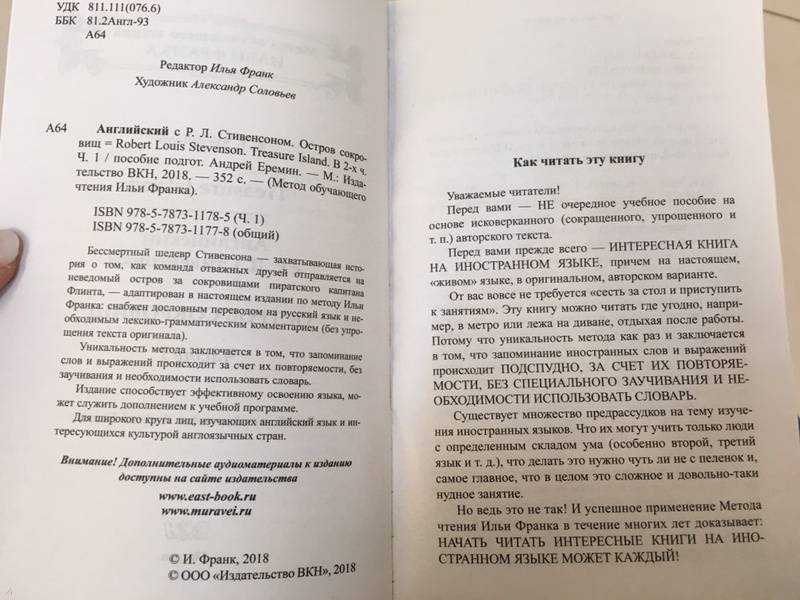 УДК 811.111(076.6)
ББК 81.2Англ-93
А64
Редактор Илья Франк
Художник Александр Соловьев
А64 Английский с Р. Л. Стивенсоном. Остров сокро-
вищ = Robert Louis Stevenson. Treasure Island. В 2-х ч.
Ч. 1 / пособие подгот. Андрей Еремин. — М.: Изда-
тельство ВКН, 2018. — 352 с. — (Метод обучающего
чтения Ильи Франка).
ISBN 978-5-7873-1178-5 (Ч. 1)
ISBN 978-5-7873-1177-8 (общий)
Бессмертный шедевр Стивенсона — захватывающая исто-
рия о том, как команда отважных друзей отправляется на
неведомый остров за сокровищами пиратского капитана
Флинта, — адаптирован в настоящем издании по методу Ильи
Франка: снабжен дословным переводом на русский язык и не-
обходимым лексико-грамматическим комментарием (без упро-
щения текста оригинала).
Уникальность метода заключается в том, что запоминание
слов и выражений происходит за счет их повторяемости, без
заучивания и необходимости использовать словарь.
Издание способствует эффективному освоению языка, мо-
жет служить дополнением к учебной программе.
Для широкого круга лиц, изучающих английский язык и ин-
тересующихся культурой англоязычных стран.
Внимание! Дополнительные аудиоматериалы к изданию
доступны на сайте издательства
www.east-book.ru
www.muravei.ru
© И. Франк, 2018
© ООО «Издательство ВКН», 2018
Как читать эту книгу
Уважаемые читатели!
Перед вами — НЕ очередное учебное пособие на
основе исковерканного (сокращенного, упрощенного и
т. п.) авторского текста.
Перед вами прежде всего — ИНТЕРЕСНАЯ КНИГА
НА ИНОСТРАННОМ ЯЗЫКЕ, причем на настоящем,
«живом» языке, в оригинальном, авторском варианте.
От вас вовсе не требуется «сесть за стол и приступить
к занятиям». Эту книгу можно читать где угодно, напри-
мер, в метро или лежа на диване, отдыхая после работы.
Потому что уникальность метода как раз и заключается
в том, что запоминание иностранных слов и выражений
происходит ПОДСПУДНО, ЗА СЧЕТ ИХ ПОВТОРЯЕ-
МОСТИ, БЕЗ СПЕЦИАЛЬНОГО ЗАУЧИВАНИЯ И НЕ-
ОБХОДИМОСТИ ИСПОЛЬЗОВАТЬ СЛОВАРЬ.
Существует множество предрассудков на тему изуче-
ния иностранных языков. Что их могут учить только люди
с определенным складом ума (особенно второй, третий
язык и т. д.), что делать это нужно чуть ли не с пеленок и,
самое главное, что в целом это сложное и довольно-таки
нудное занятие.
Но ведь это не так! И успешное применение Метода
чтения Ильи Франка в течение многих лет доказывает:
НАЧАТЬ ЧИТАТЬ ИНТЕРЕСНЫЕ КНИГИ НА ИНО-
СТРАННОМ ЯЗЫКЕ МОЖЕТ КАЖДЫЙ!